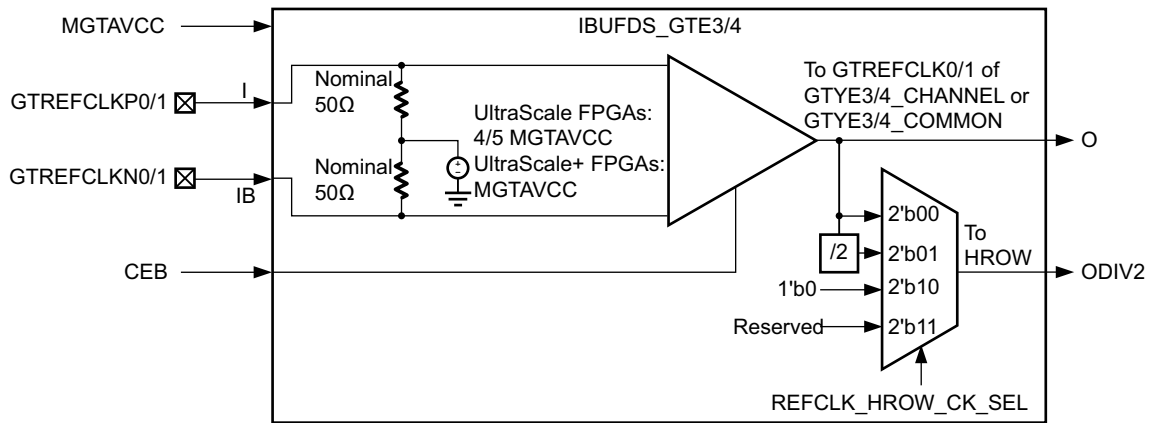 MGTAVCC
IBUFDS_GTE3/4
GTREFCLKP0/1
I
Nominal
50Ω
UltraScale FPGAs:
4/5 MGTAVCC
UltraScale+ FPGAs:
MGTAVCC
To GTREFCLK0/1 of
GTYE3/4_CHANNEL or
GTYE3/4_COMMON
O
GTREFCLKN0/1
IB
Nominal
50Ω
+
–
CEB
2'b00
/2
2'b01
1'b0
2'b10
Reserved
2'b11
To
HROW
ODIV2
REFCLK_HROW_CK_SEL